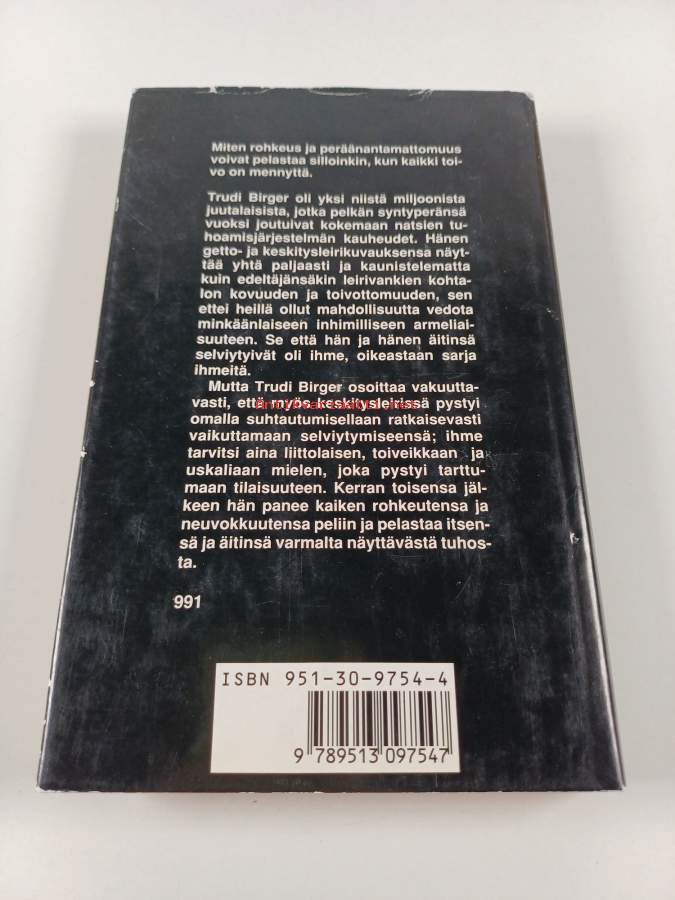 Miten rohkeus ja peräänantamattomuus
voivat pelastaa silloinkin, kun kaikki toi-
vo on mennyttä.
Trudi Birger oli yksi niistä miljoonista
juutalaisista, jotka pelkän syntyperänsä
vuoksi joutuivat kokemaan natsien tu-
hoamisjärjestelmän kauheudet. Hänen
getto- ja keskitysleirikuvauksensa näyt-
tää yhtä paljaasti ja kaunistelematta
kuin edeltäjänsäkin leirivankien kohta-
lon kovuuden ja toivottomuuden, sen
ettei heillä ollut mahdollisuutta vedota
minkäänlaiseen inhimilliseen armeliai-
suuteen. Se että hän ja hänen äitinsä
selviytyivät oli ihme, oikeastaan sarja
ihmeitä.
Mutta Trudi Birger osoittaa vakuutta-
vasti, että myös keskitysleirissä pystyi
omalla suhtautumisellaan ratkaisevasti
vaikuttamaan selviytymiseensä; ihme
tarvitsi aina liittolaisen, toiveikkaan ja
uskaliaan mielen, joka pystyi tarttu-
maan tilaisuuteen. Kerran toisensa jäl-
keen hän panee kaiken rohkeutensa ja
neuvokkuutensa peliin ja pelastaa itsen-
sä ja äitinsä varmalta näyttävästä tuhos-
ta.
991
ISBN 951-30-9754-4
9 789513 097547